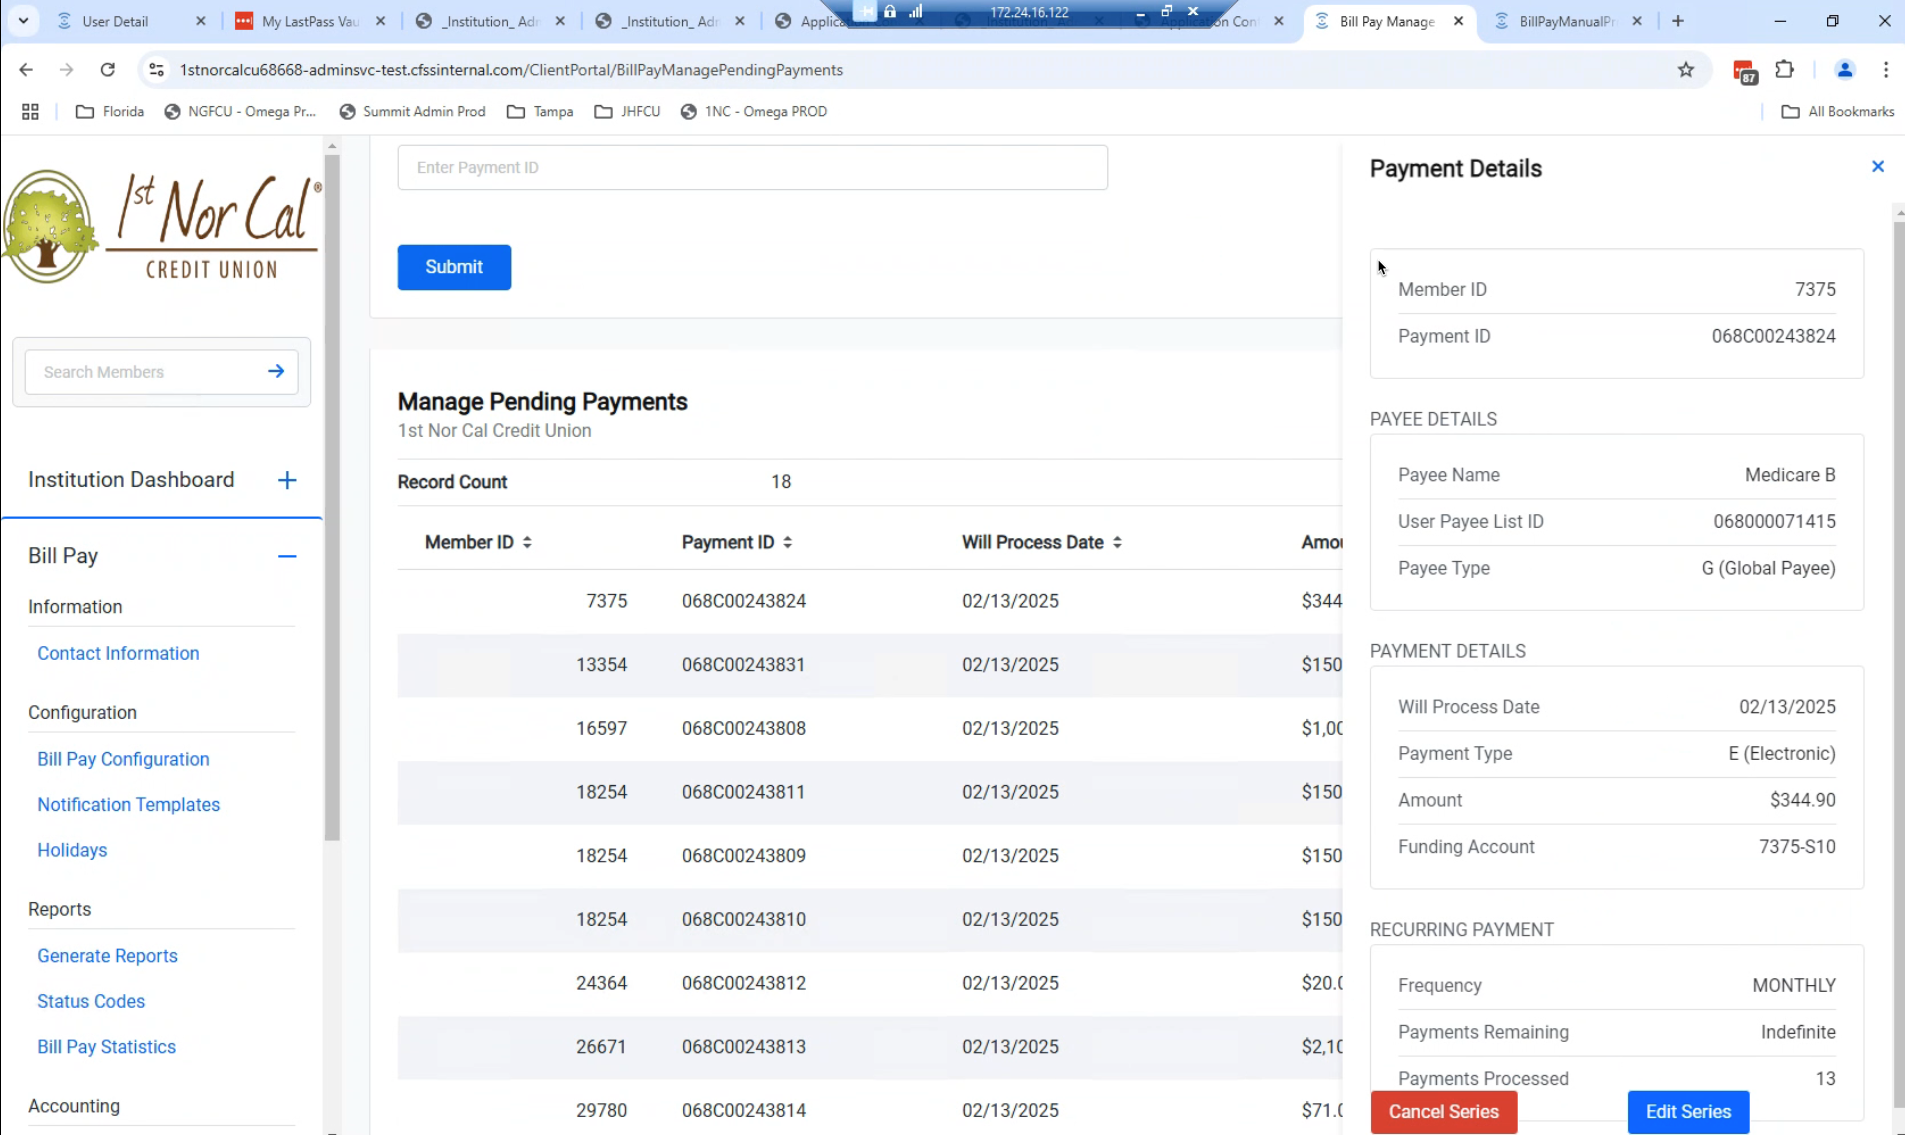 User Detail
My LastPass Vau
_Institution_ Adm
_Institution_ Adm
Applicati
172.24.16.122
Application Con
Bill Pay Manage
BillPayManualPr
1stnorcalcu68668-adminsvc-test.cfssinternal.com/ClientPortal/BillPayManagePendingPayments
87
Florida
NGFCU - Omega Pr...
Summit Admin Prod
Tampa
JHFCU
1NC - Omega PROD
All Bookmarks
1st Nor Cal®
CREDIT UNION
Search Members
Institution Dashboard
Bill Pay
Information
Contact Information
Configuration
Bill Pay Configuration
Notification Templates
Holidays
Reports
Generate Reports
Status Codes
Bill Pay Statistics
Accounting
Enter Payment ID
Submit
Manage Pending Payments
1st Nor Cal Credit Union
Record Count 18
Member ID Payment ID Will Process Date Amou
7375 068C00243824 02/13/2025 $344
13354 068C00243831 02/13/2025 $150
16597 068C00243808 02/13/2025 $1,00
18254 068C00243811 02/13/2025 $150
18254 068C00243809 02/13/2025 $150
18254 068C00243810 02/13/2025 $150
24364 068C00243812 02/13/2025 $20.0
26671 068C00243813 02/13/2025 $2,10
29780 068C00243814 02/13/2025 $71.0
Payment Details
Member ID 7375
Payment ID 068C00243824
PAYEE DETAILS
Payee Name Medicare B
User Payee List ID 068000071415
Payee Type G (Global Payee)
PAYMENT DETAILS
Will Process Date 02/13/2025
Payment Type E (Electronic)
Amount $344.90
Funding Account 7375-S10
RECURRING PAYMENT
Frequency MONTHLY
Payments Remaining Indefinite
Payments Processed 13
Cancel Series
Edit Series